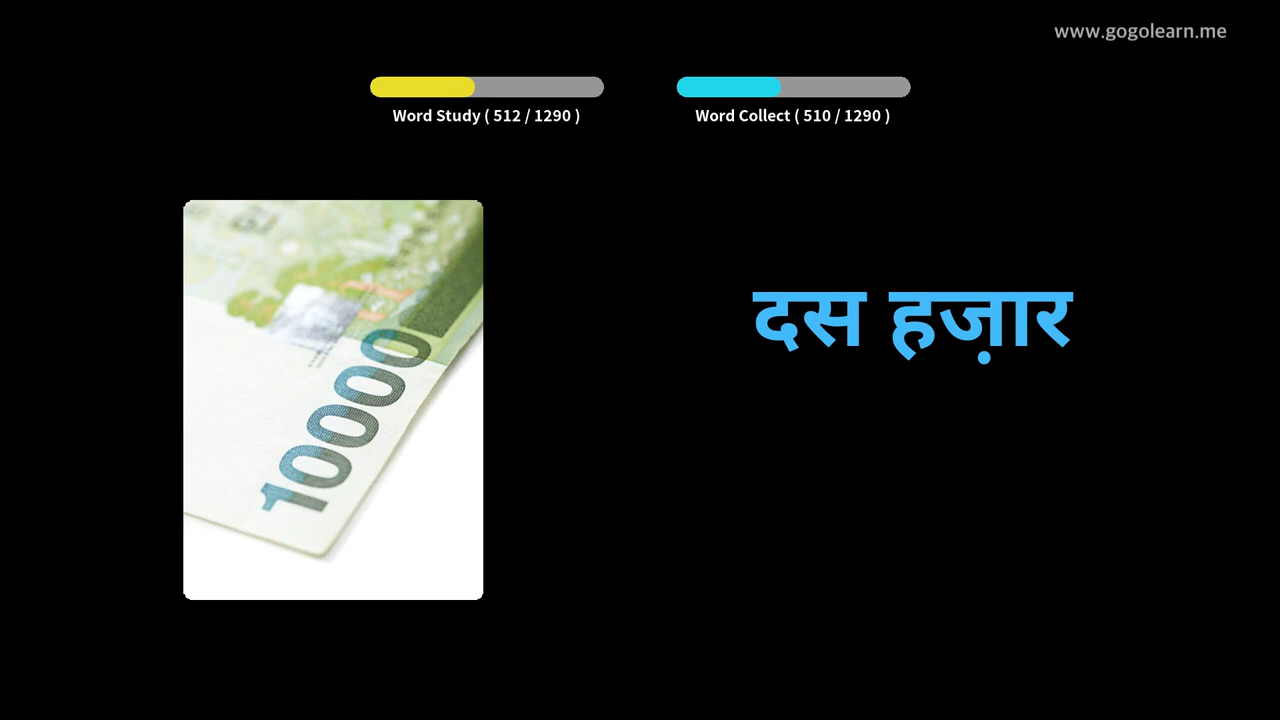 www.gogolearn.me
Word Study ( 512 / 1290 )
Word Collect ( 510 / 1290 )
10000
दस हज़ार